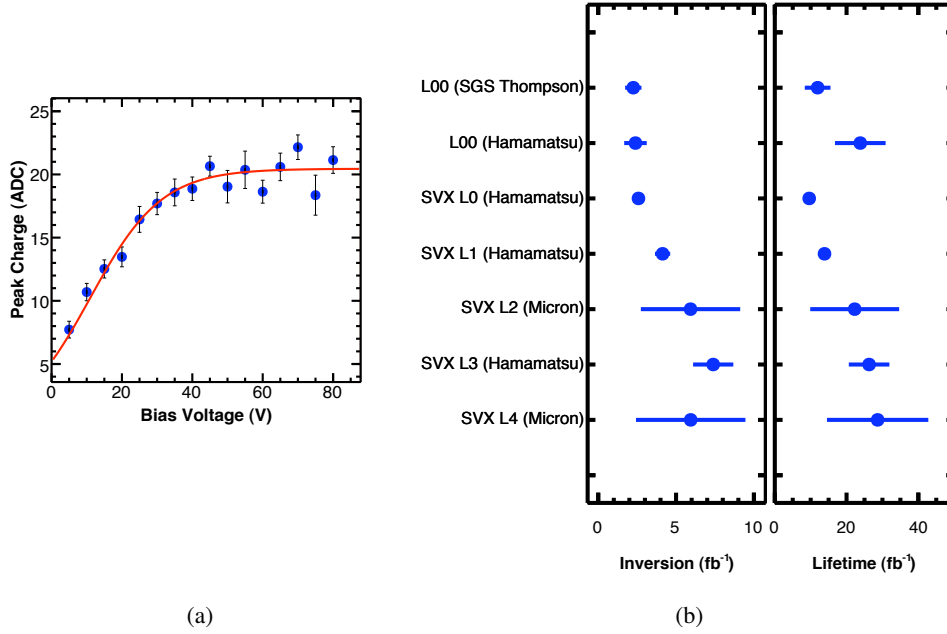 25
20
15
10
5
0
20
40
60
80
Peak Charge (ADC)
Bias Voltage (V)
(a)
L00 (SGS Thompson)
L00 (Hamamatsu)
SVX L0 (Hamamatsu)
SVX L1 (Hamamatsu)
SVX L2 (Micron)
SVX L3 (Hamamatsu)
SVX L4 (Micron)
0 5 10
0 20 40
Inversion (fb⁻¹)
Lifetime (fb⁻¹)
(b)